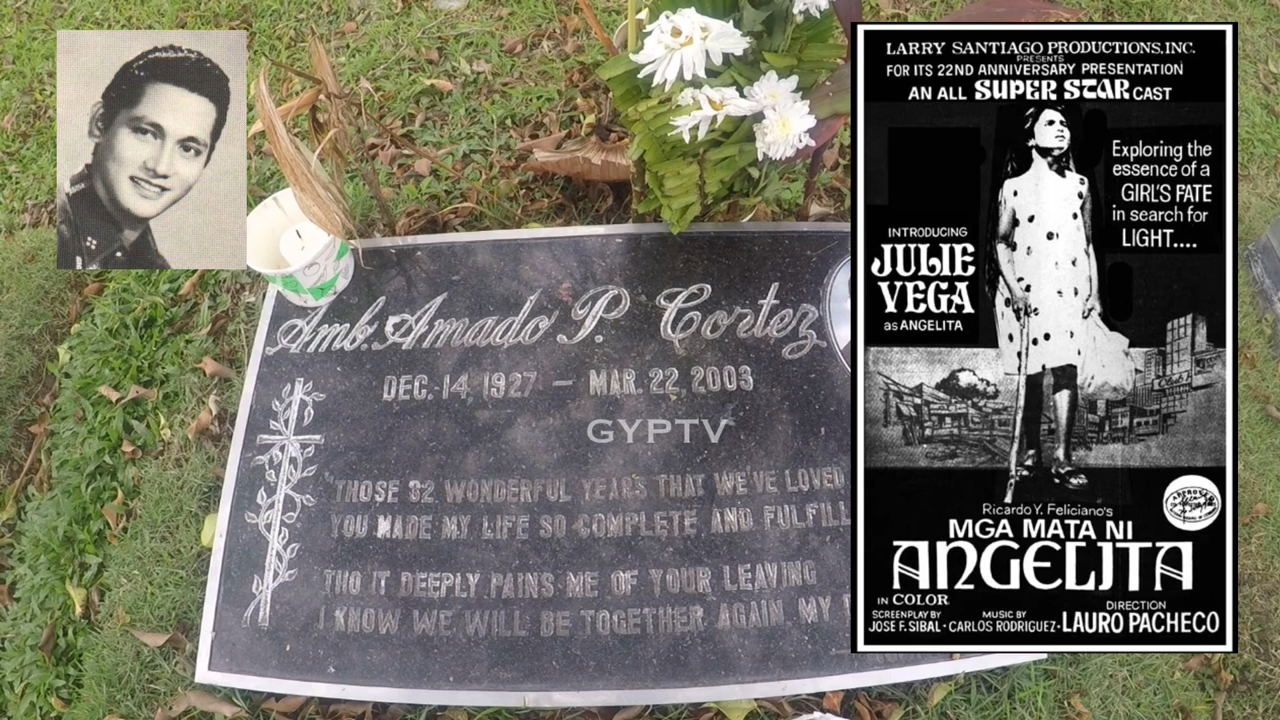 Amb. Amado P. Cortez
DEC. 14, 1927 — MAR. 22, 2003
GYPTV
"THOSE 32 WONDERFUL YEARS THAT WE'VE LOVED
YOU MADE MY LIFE SO COMPLETE AND FULFILL
THO IT DEEPLY PAINS ME OF YOUR LEAVING
I KNOW WE WILL BE TOGETHER AGAIN, MY
LARRY SANTIAGO PRODUCTIONS, INC.
PRESENTS
FOR ITS 22ND ANNIVERSARY PRESENTATION
AN ALL SUPER STAR CAST
Exploring the
essence of a
GIRL'S FATE
in search for
LIGHT....
INTRODUCING
JULIE
VEGA
as ANGELITA
Ricardo Y. Feliciano's
MGA MATA NI
ANGELITA
IN COLOR
SCREENPLAY BY
JOSE F. SIBAL •
MUSIC BY
CARLOS RODRIGUEZ •
DIRECTION
LAURO PACHECO